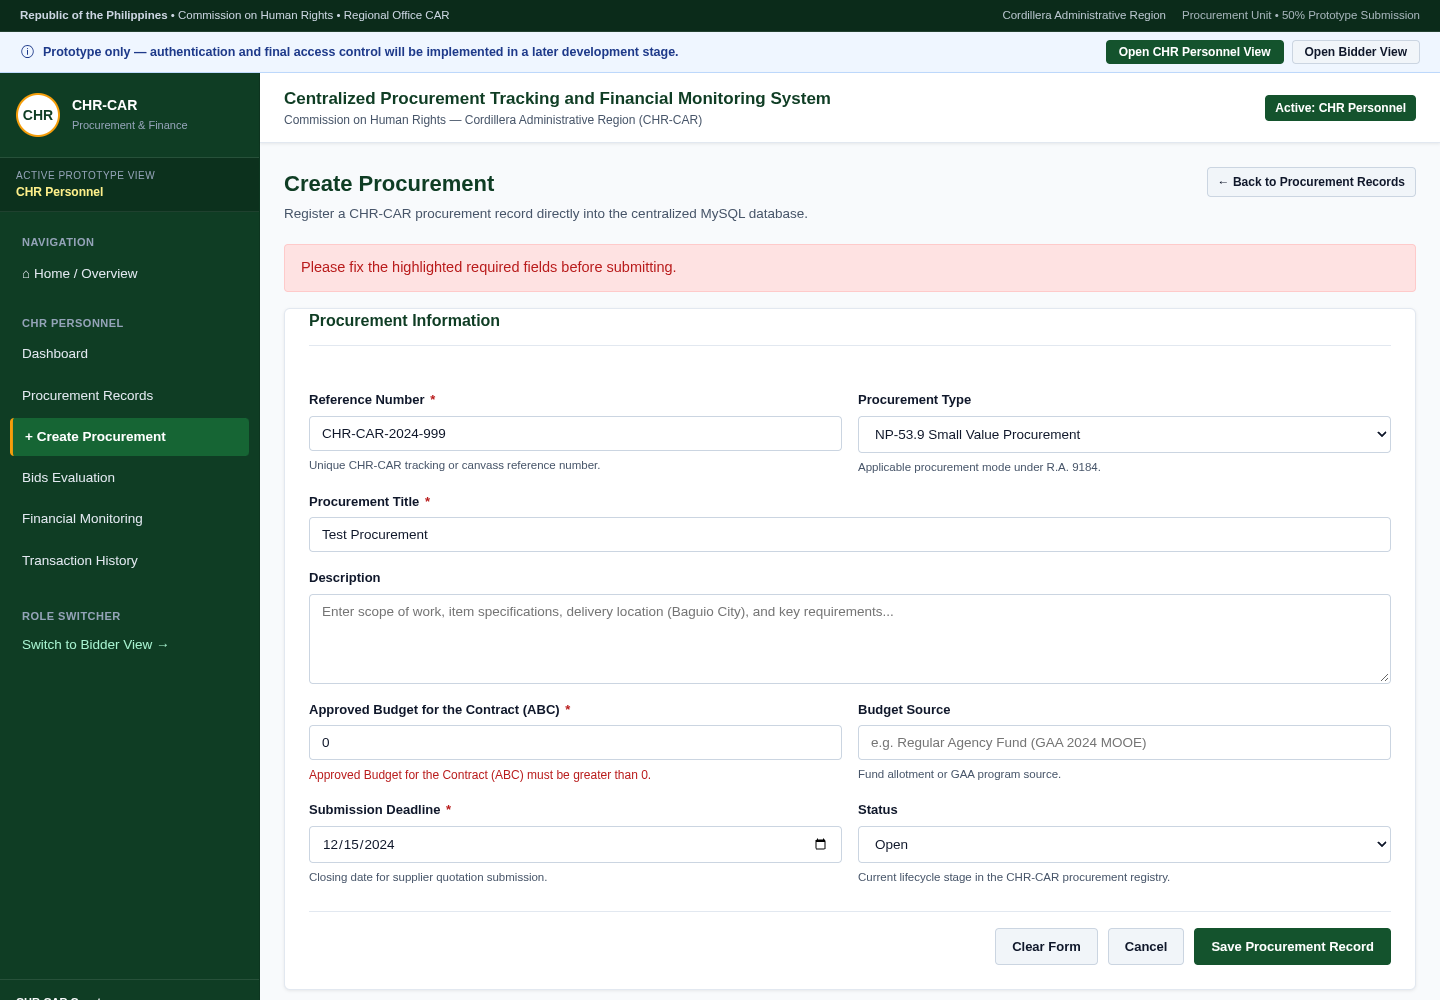 Republic of the Philippines • Commission on Human Rights • Regional Office CAR
Cordillera Administrative Region
Procurement Unit • 50% Prototype Submission
ⓘ Prototype only — authentication and final access control will be implemented in a later development stage.
Open CHR Personnel View
Open Bidder View
CHR
CHR-CAR
Procurement & Finance
Centralized Procurement Tracking and Financial Monitoring System
Commission on Human Rights — Cordillera Administrative Region (CHR-CAR)
Active: CHR Personnel
ACTIVE PROTOTYPE VIEW
CHR Personnel
NAVIGATION
⌂ Home / Overview
CHR PERSONNEL
Dashboard
Procurement Records
+ Create Procurement
Bids Evaluation
Financial Monitoring
Transaction History
ROLE SWITCHER
Switch to Bidder View →
Create Procurement
← Back to Procurement Records
Register a CHR-CAR procurement record directly into the centralized MySQL database.
Please fix the highlighted required fields before submitting.
Procurement Information
Reference Number *
Procurement Type
CHR-CAR-2024-999
NP-53.9 Small Value Procurement
Unique CHR-CAR tracking or canvass reference number.
Applicable procurement mode under R.A. 9184.
Procurement Title *
Test Procurement
Description
Enter scope of work, item specifications, delivery location (Baguio City), and key requirements...
Approved Budget for the Contract (ABC) *
Budget Source
0
e.g. Regular Agency Fund (GAA 2024 MOOE)
Approved Budget for the Contract (ABC) must be greater than 0.
Fund allotment or GAA program source.
Submission Deadline *
Status
12/15/2024
Open
Closing date for supplier quotation submission.
Current lifecycle stage in the CHR-CAR procurement registry.
Clear Form
Cancel
Save Procurement Record